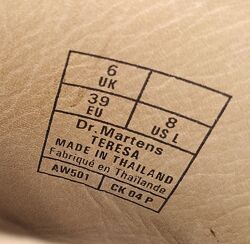 6
UK
39
EU
8
US L
Dr. Martens
TERESA
MADE IN THAILAND
Fabriqué en Thaïlande
AW501
CK 04 P